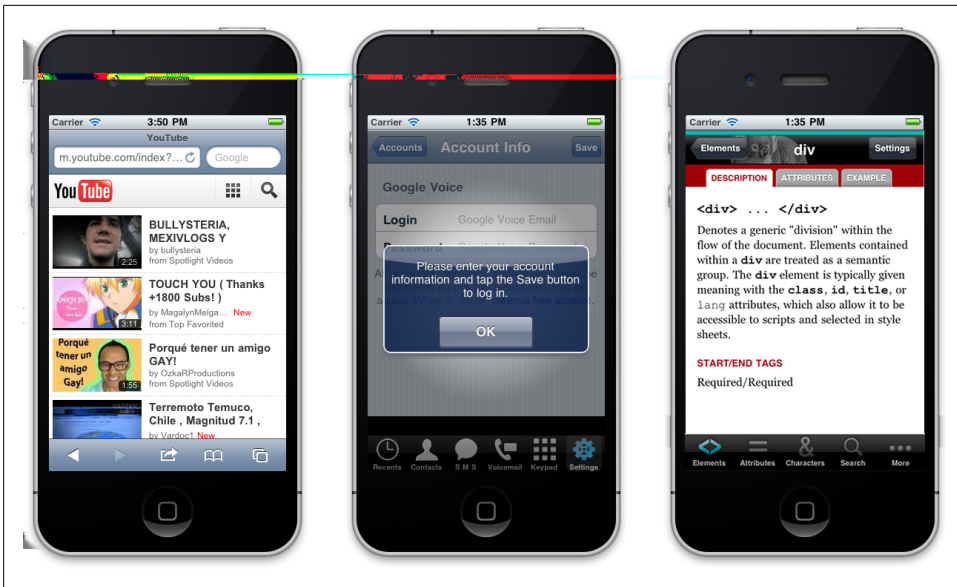 Carrier 3:50 PM
YouTube
m.youtube.com/index?... Google
You Tube
BULLYSTERIA,
MEXIVLOGS Y
by bullysteria
from Spotlight Videos
2:25
TOUCH YOU ( Thanks
+1800 Subs! )
by MagalynMelga... New
from Top Favorited
3:11
Porqué
tener un
amigo
Gay!
1:55
Porqué tener un amigo
GAY!
by OzkaRProductions
from Spotlight Videos
VARDOC
Terremoto Temuco,
Chile , Magnitud 7.1 ,
by Vardoc1 New
Carrier 1:35 PM
Accounts Account Info Save
Google Voice
Login Google Voice Email
Password
Please enter your account
information and tap the Save button
to log in.
OK
Recents Contacts S M S Voicemail Keypad Settings
Carrier 1:35 PM
Elements div Settings
DESCRIPTION ATTRIBUTES EXAMPLE
<div> ... </div>
Denotes a generic "division" within the
flow of the document. Elements contained
within a div are treated as a semantic
group. The div element is typically given
meaning with the class, id, title, or
lang attributes, which also allow it to be
accessible to scripts and selected in style
sheets.
START/END TAGS
Required/Required
&
Elements Attributes Characters Search More